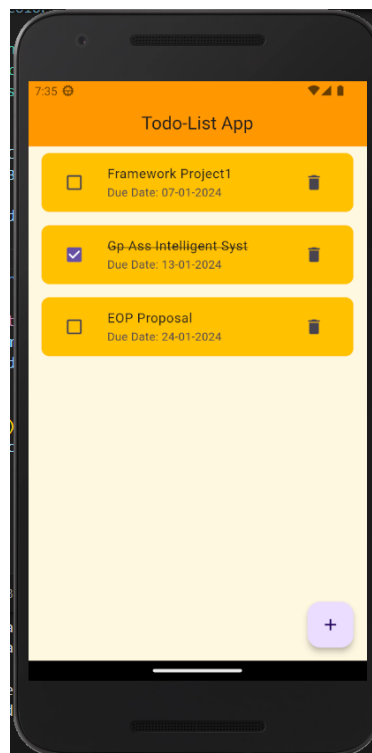 7:35
Todo-List App
Framework Project1
Due Date: 07-01-2024
Gp Ass Intelligent Syst
Due Date: 13-01-2024
EOP Proposal
Due Date: 24-01-2024
+